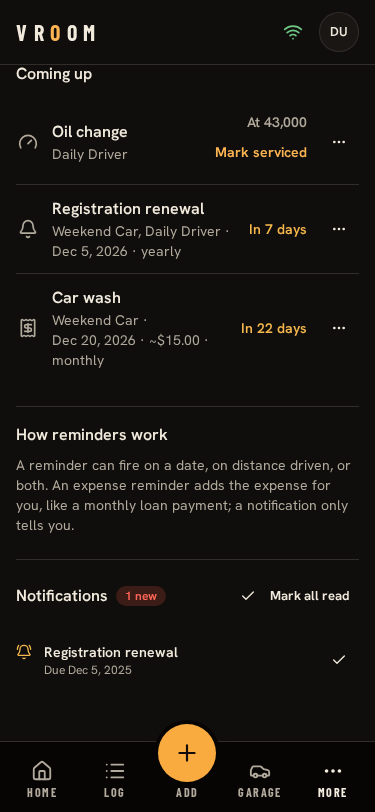 VROOM
DU
Coming up
Oil change
Daily Driver
At 43,000
Mark serviced
Registration renewal
Weekend Car, Daily Driver ·
Dec 5, 2026 · yearly
In 7 days
Car wash
Weekend Car ·
Dec 20, 2026 · ~$15.00 ·
monthly
In 22 days
How reminders work
A reminder can fire on a date, on distance driven, or
both. An expense reminder adds the expense for
you, like a monthly loan payment; a notification only
tells you.
Notifications
1 new
Mark all read
Registration renewal
Due Dec 5, 2025
HOME
LOG
ADD
GARAGE
MORE